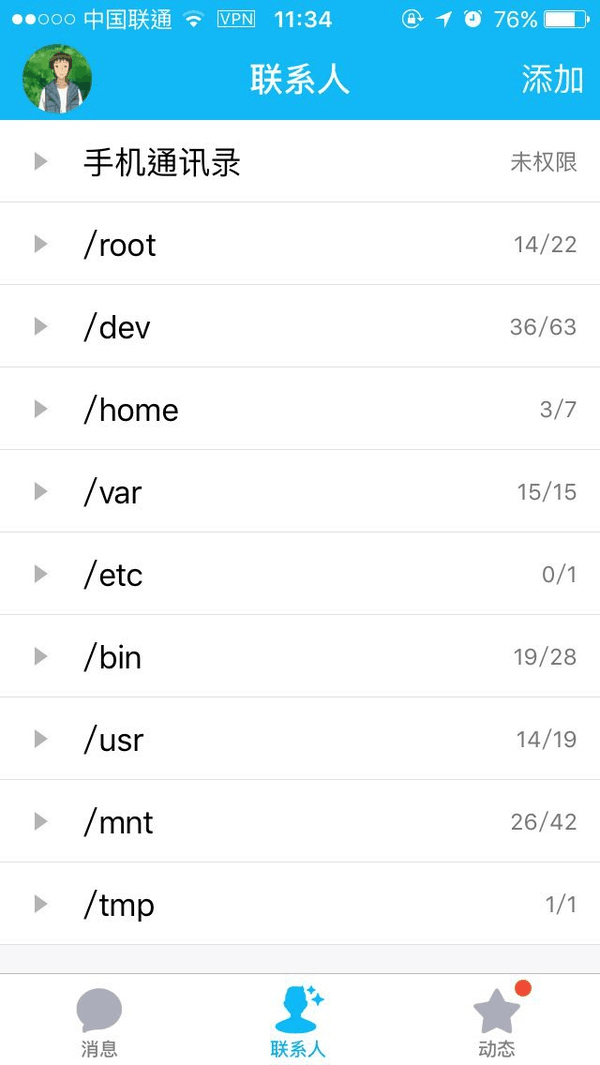 中国联通 VPN 11:34 76%
联系人 添加
手机通讯录 未权限
/root 14/22
/dev 36/63
/home 3/7
/var 15/15
/etc 0/1
/bin 19/28
/usr 14/19
/mnt 26/42
/tmp 1/1
消息 联系人 动态